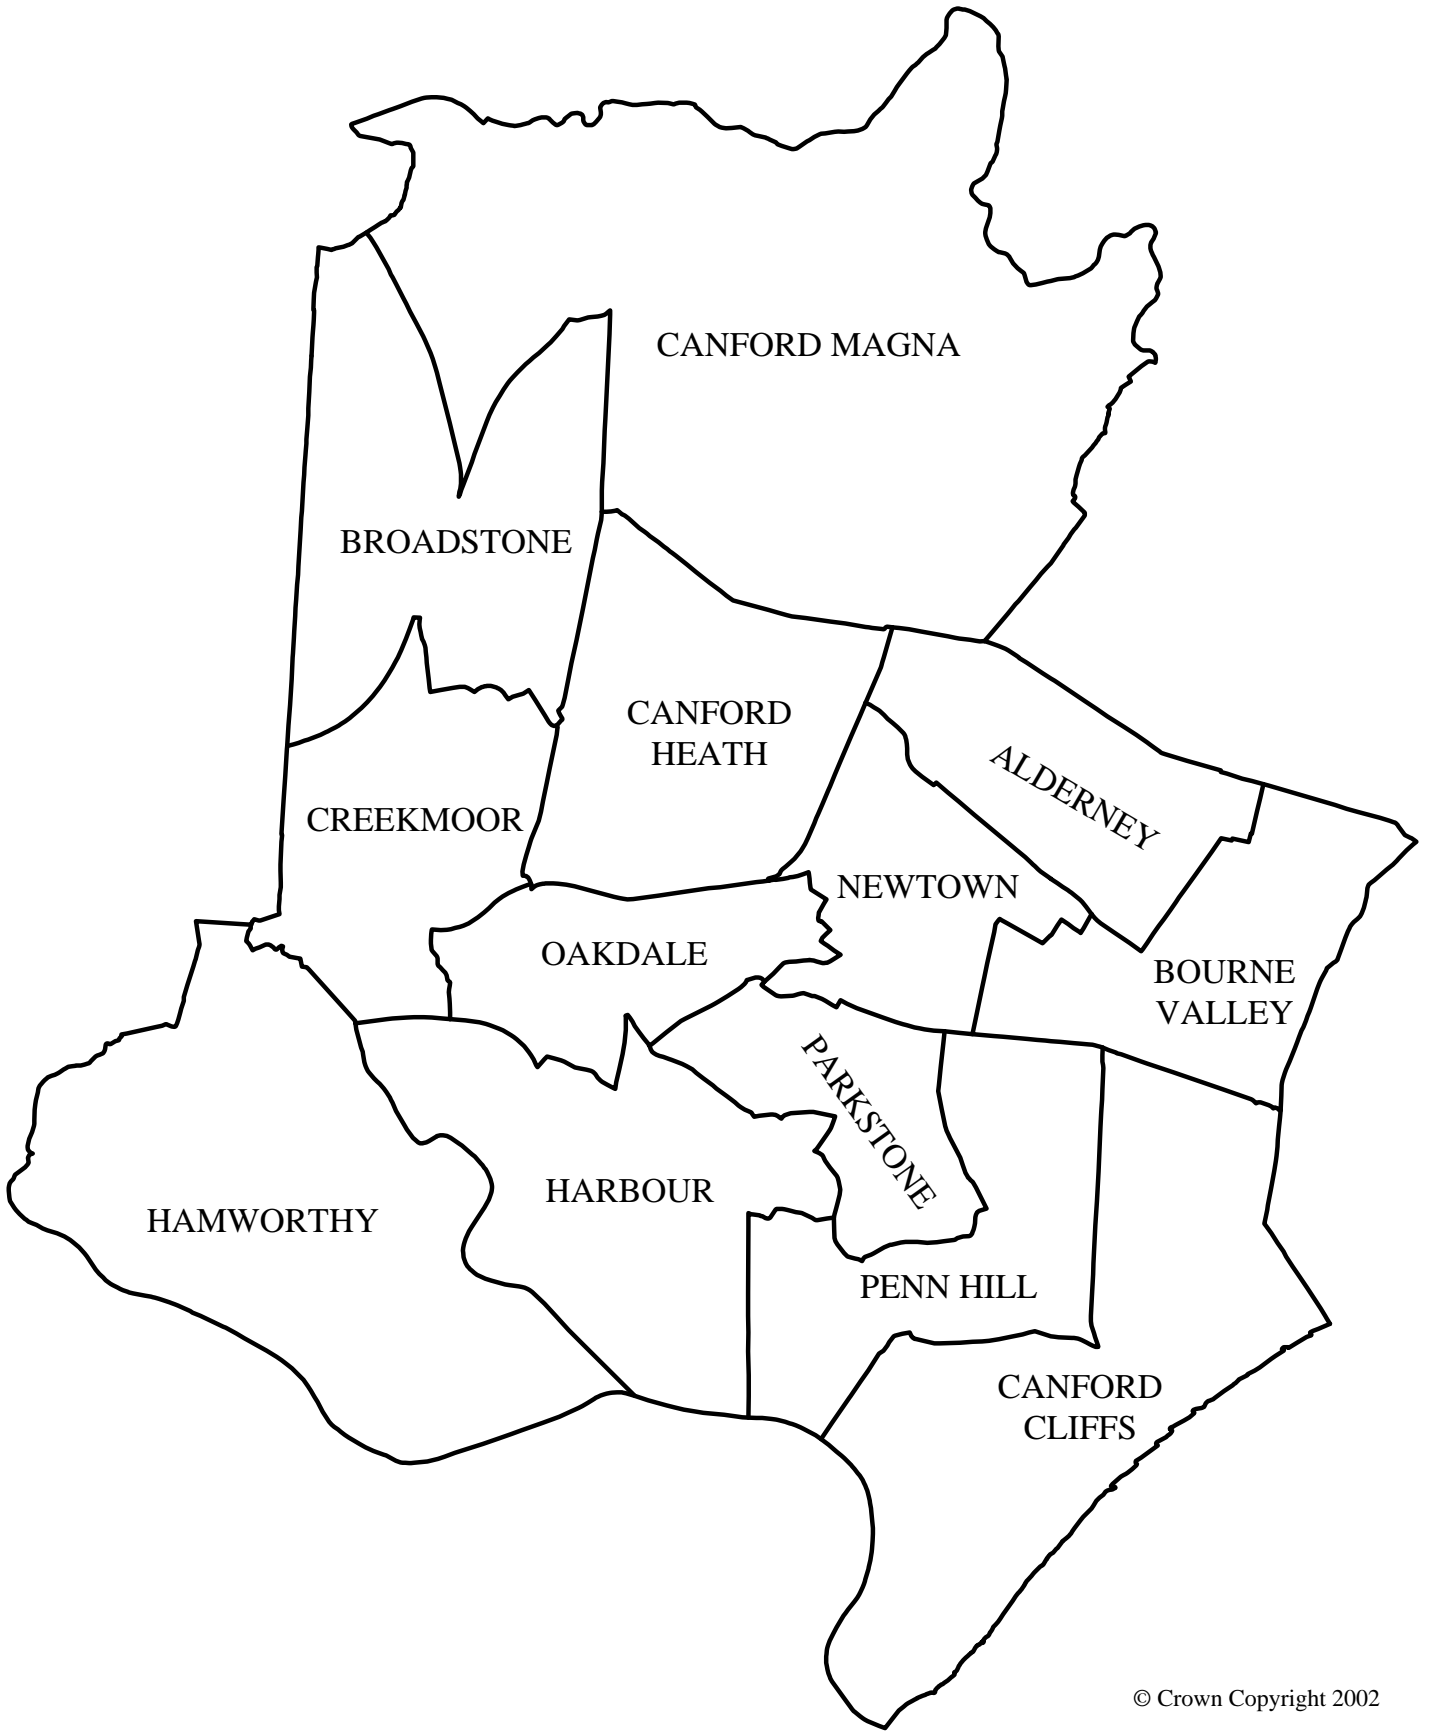 CANFORD MAGNA
BROADSTONE
CANFORD
HEATH
ALDERNEY
CREEKMOOR
NEWTOWN
OAKDALE
BOURNE
VALLEY
PARKSTONE
HARBOUR
HAMWORTHY
PENN HILL
CANFORD
CLIFFS
© Crown Copyright 2002